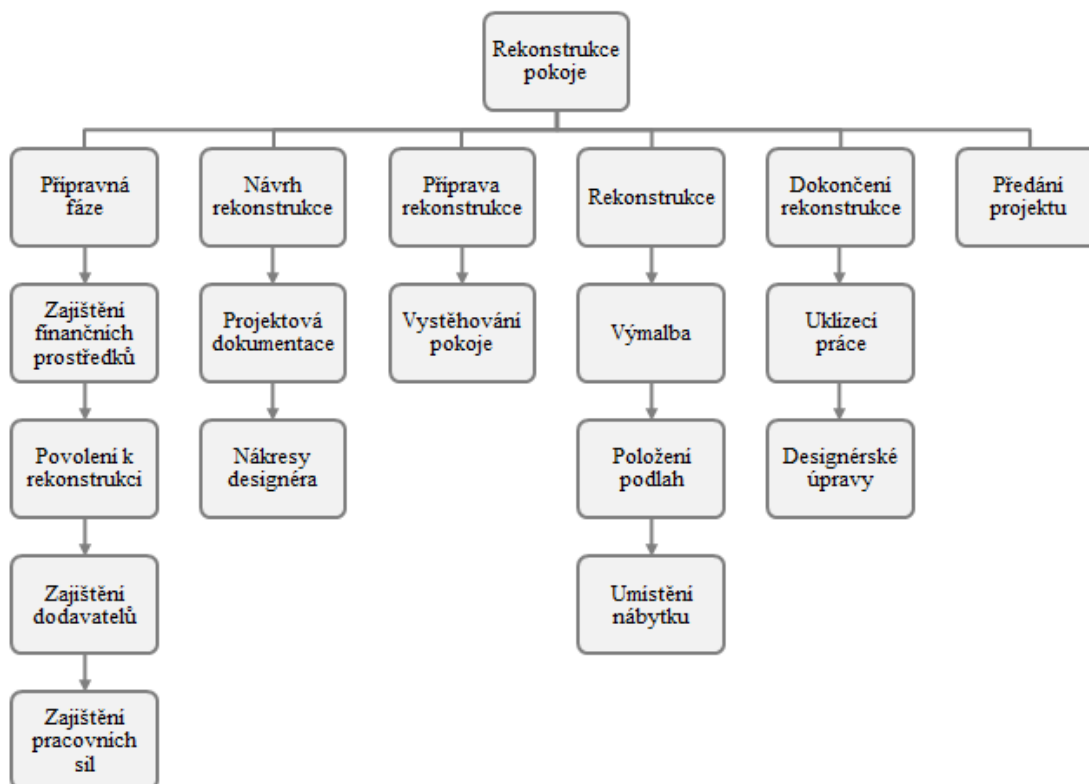 Rekonstrukce
pokoje
Přípravná
fáze
Návrh
rekonstrukce
Příprava
rekonstrukce
Rekonstrukce
Dokončení
rekonstrukce
Předání
projektu
Zajištění
finančních
prostředků
Projektová
dokumentace
Vystěhování
pokoje
Výmalba
Uklízecí
práce
Povolení k
rekonstrukci
Nákresy
designéra
Položení
podlah
Designérské
úpravy
Zajištění
dodavatelů
Umístění
nábytku
Zajištění
pracovních
sil